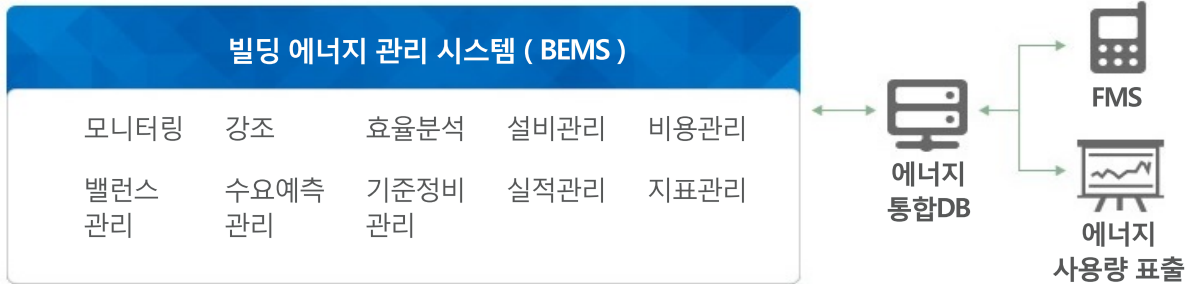 빌딩 에너지 관리 시스템 ( BEMS )
모니터링 강조 효율분석 설비관리 비용관리
밸런스 수요예측 기준정비 실적관리 지표관리
관리 관리 관리
에너지
통합DB
FMS
에너지
사용량 표출